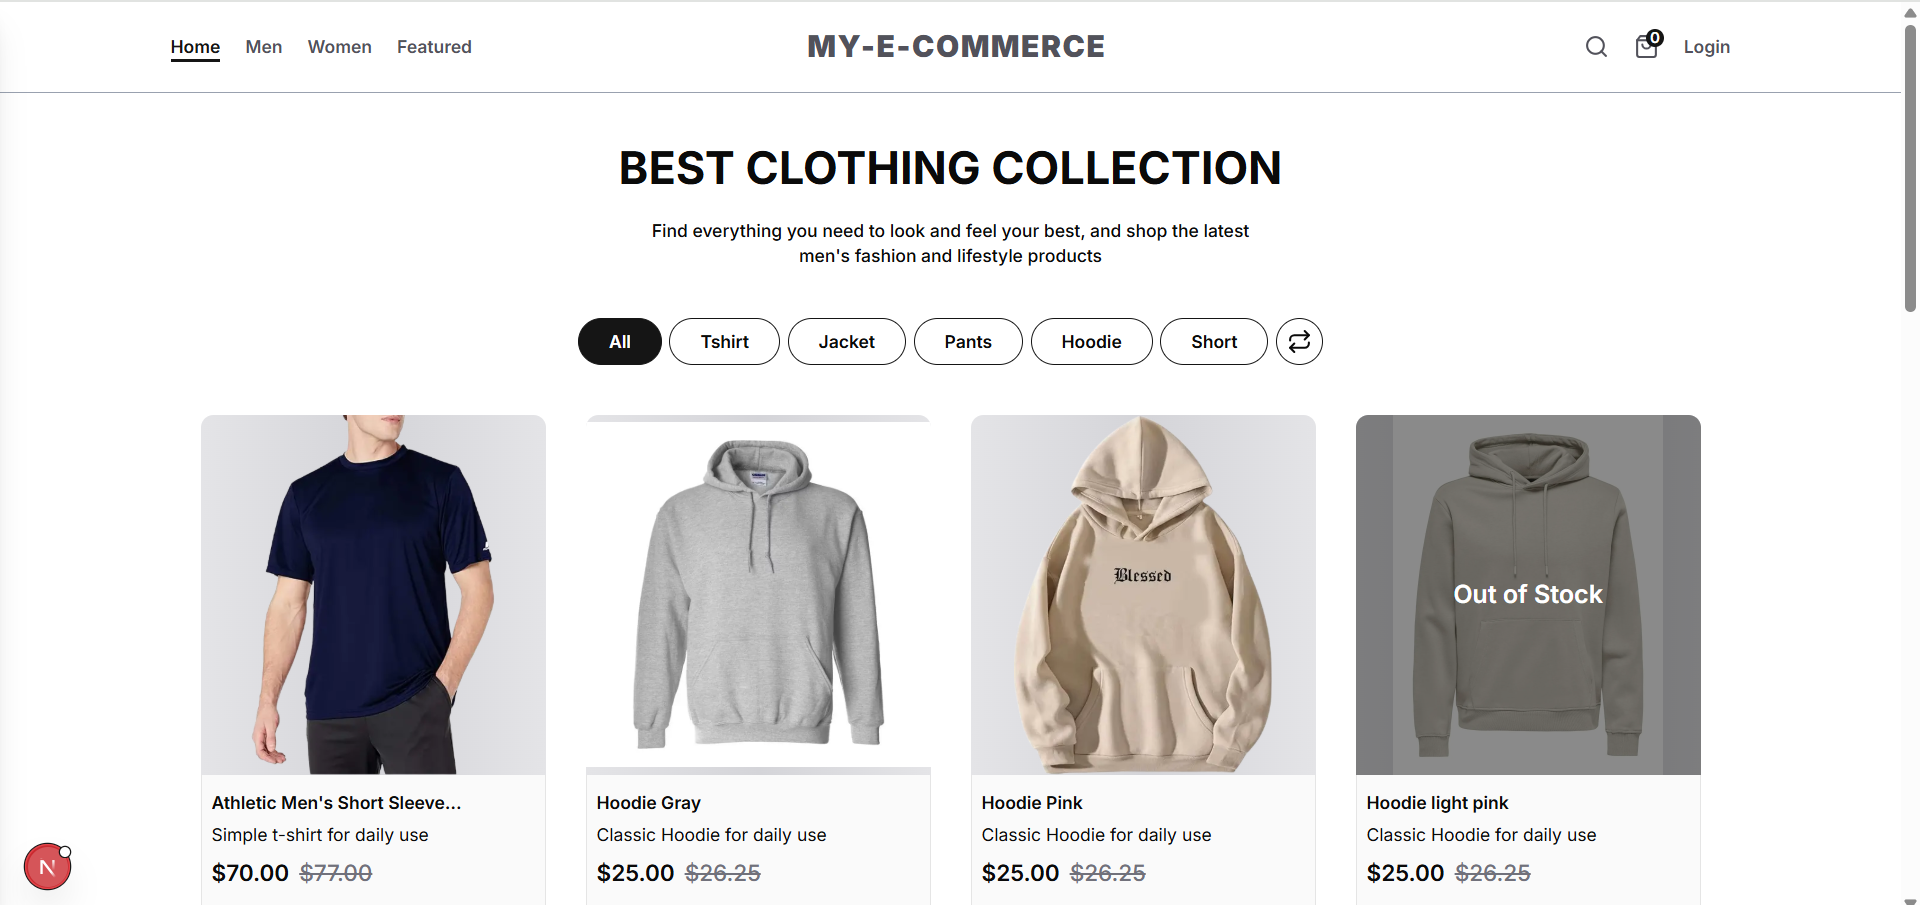 Home Men Women Featured
MY-E-COMMERCE
0
Login
BEST CLOTHING COLLECTION
Find everything you need to look and feel your best, and shop the latest
men's fashion and lifestyle products
All Tshirt Jacket Pants Hoodie Short
Blessed
Out of Stock
Athletic Men's Short Sleeve...
Simple t-shirt for daily use
$70.00 $77.00
Hoodie Gray
Classic Hoodie for daily use
$25.00 $26.25
Hoodie Pink
Classic Hoodie for daily use
$25.00 $26.25
Hoodie light pink
Classic Hoodie for daily use
$25.00 $26.25
N